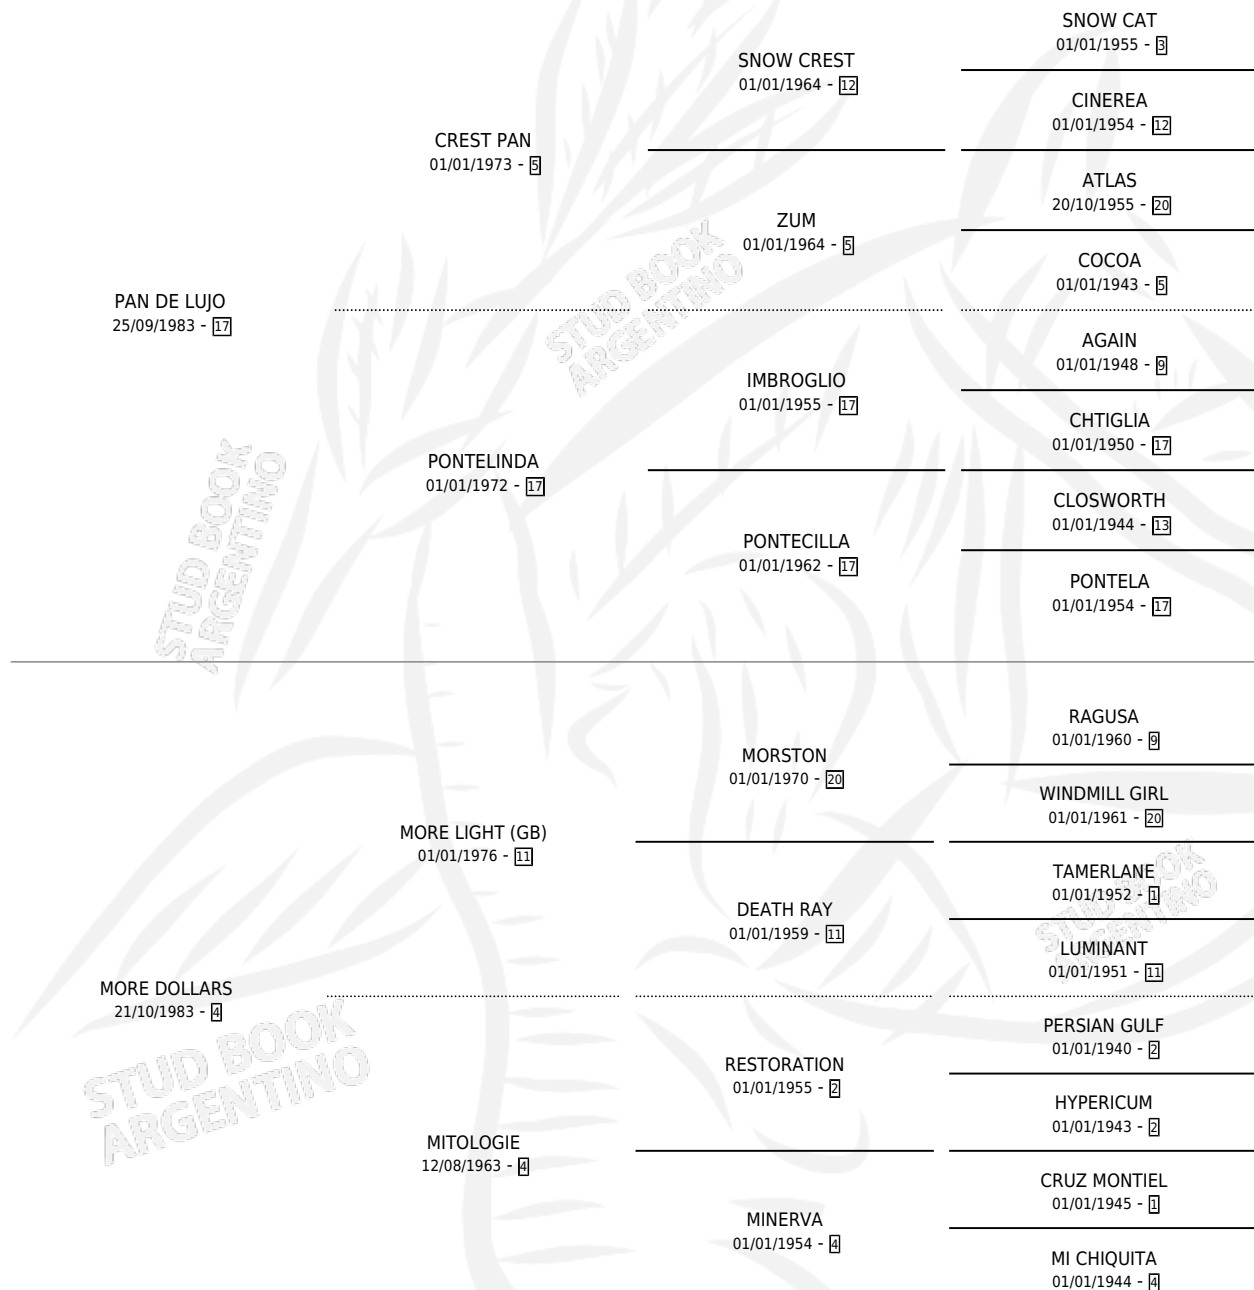 SNOW CAT
01/01/1955 - 3
SNOW CREST
01/01/1964 - 12
CINEREA
01/01/1954 - 12
CREST PAN
01/01/1973 - 5
ATLAS
20/10/1955 - 20
ZUM
01/01/1964 - 5
COCOA
01/01/1943 - 5
PAN DE LUJO
25/09/1983 - 17
AGAIN
01/01/1948 - 9
IMBROGLIO
01/01/1955 - 17
CHTIGLIA
01/01/1950 - 17
PONTELINDA
01/01/1972 - 17
CLOSWORTH
01/01/1944 - 13
PONTECILLA
01/01/1962 - 17
PONTELA
01/01/1954 - 17
RAGUSA
01/01/1960 - 9
MORSTON
01/01/1970 - 20
WINDMILL GIRL
01/01/1961 - 20
MORE LIGHT (GB)
01/01/1976 - 11
TAMERLANE
01/01/1952 - 1
DEATH RAY
01/01/1959 - 11
LUMINANT
01/01/1951 - 11
MORE DOLLARS
21/10/1983 - 4
PERSIAN GULF
01/01/1940 - 2
RESTORATION
01/01/1955 - 2
HYPERICUM
01/01/1943 - 2
MITOLOGIE
12/08/1963 - 4
CRUZ MONTIEL
01/01/1945 - 1
MINERVA
01/01/1954 - 4
MI CHIQUITA
01/01/1944 - 4
STUD BOOK
ARGENTINO
STUD BOOK
ARGENTINO
STUD BOOK
ARGENTINO
STUD BOOK
ARGENTINO